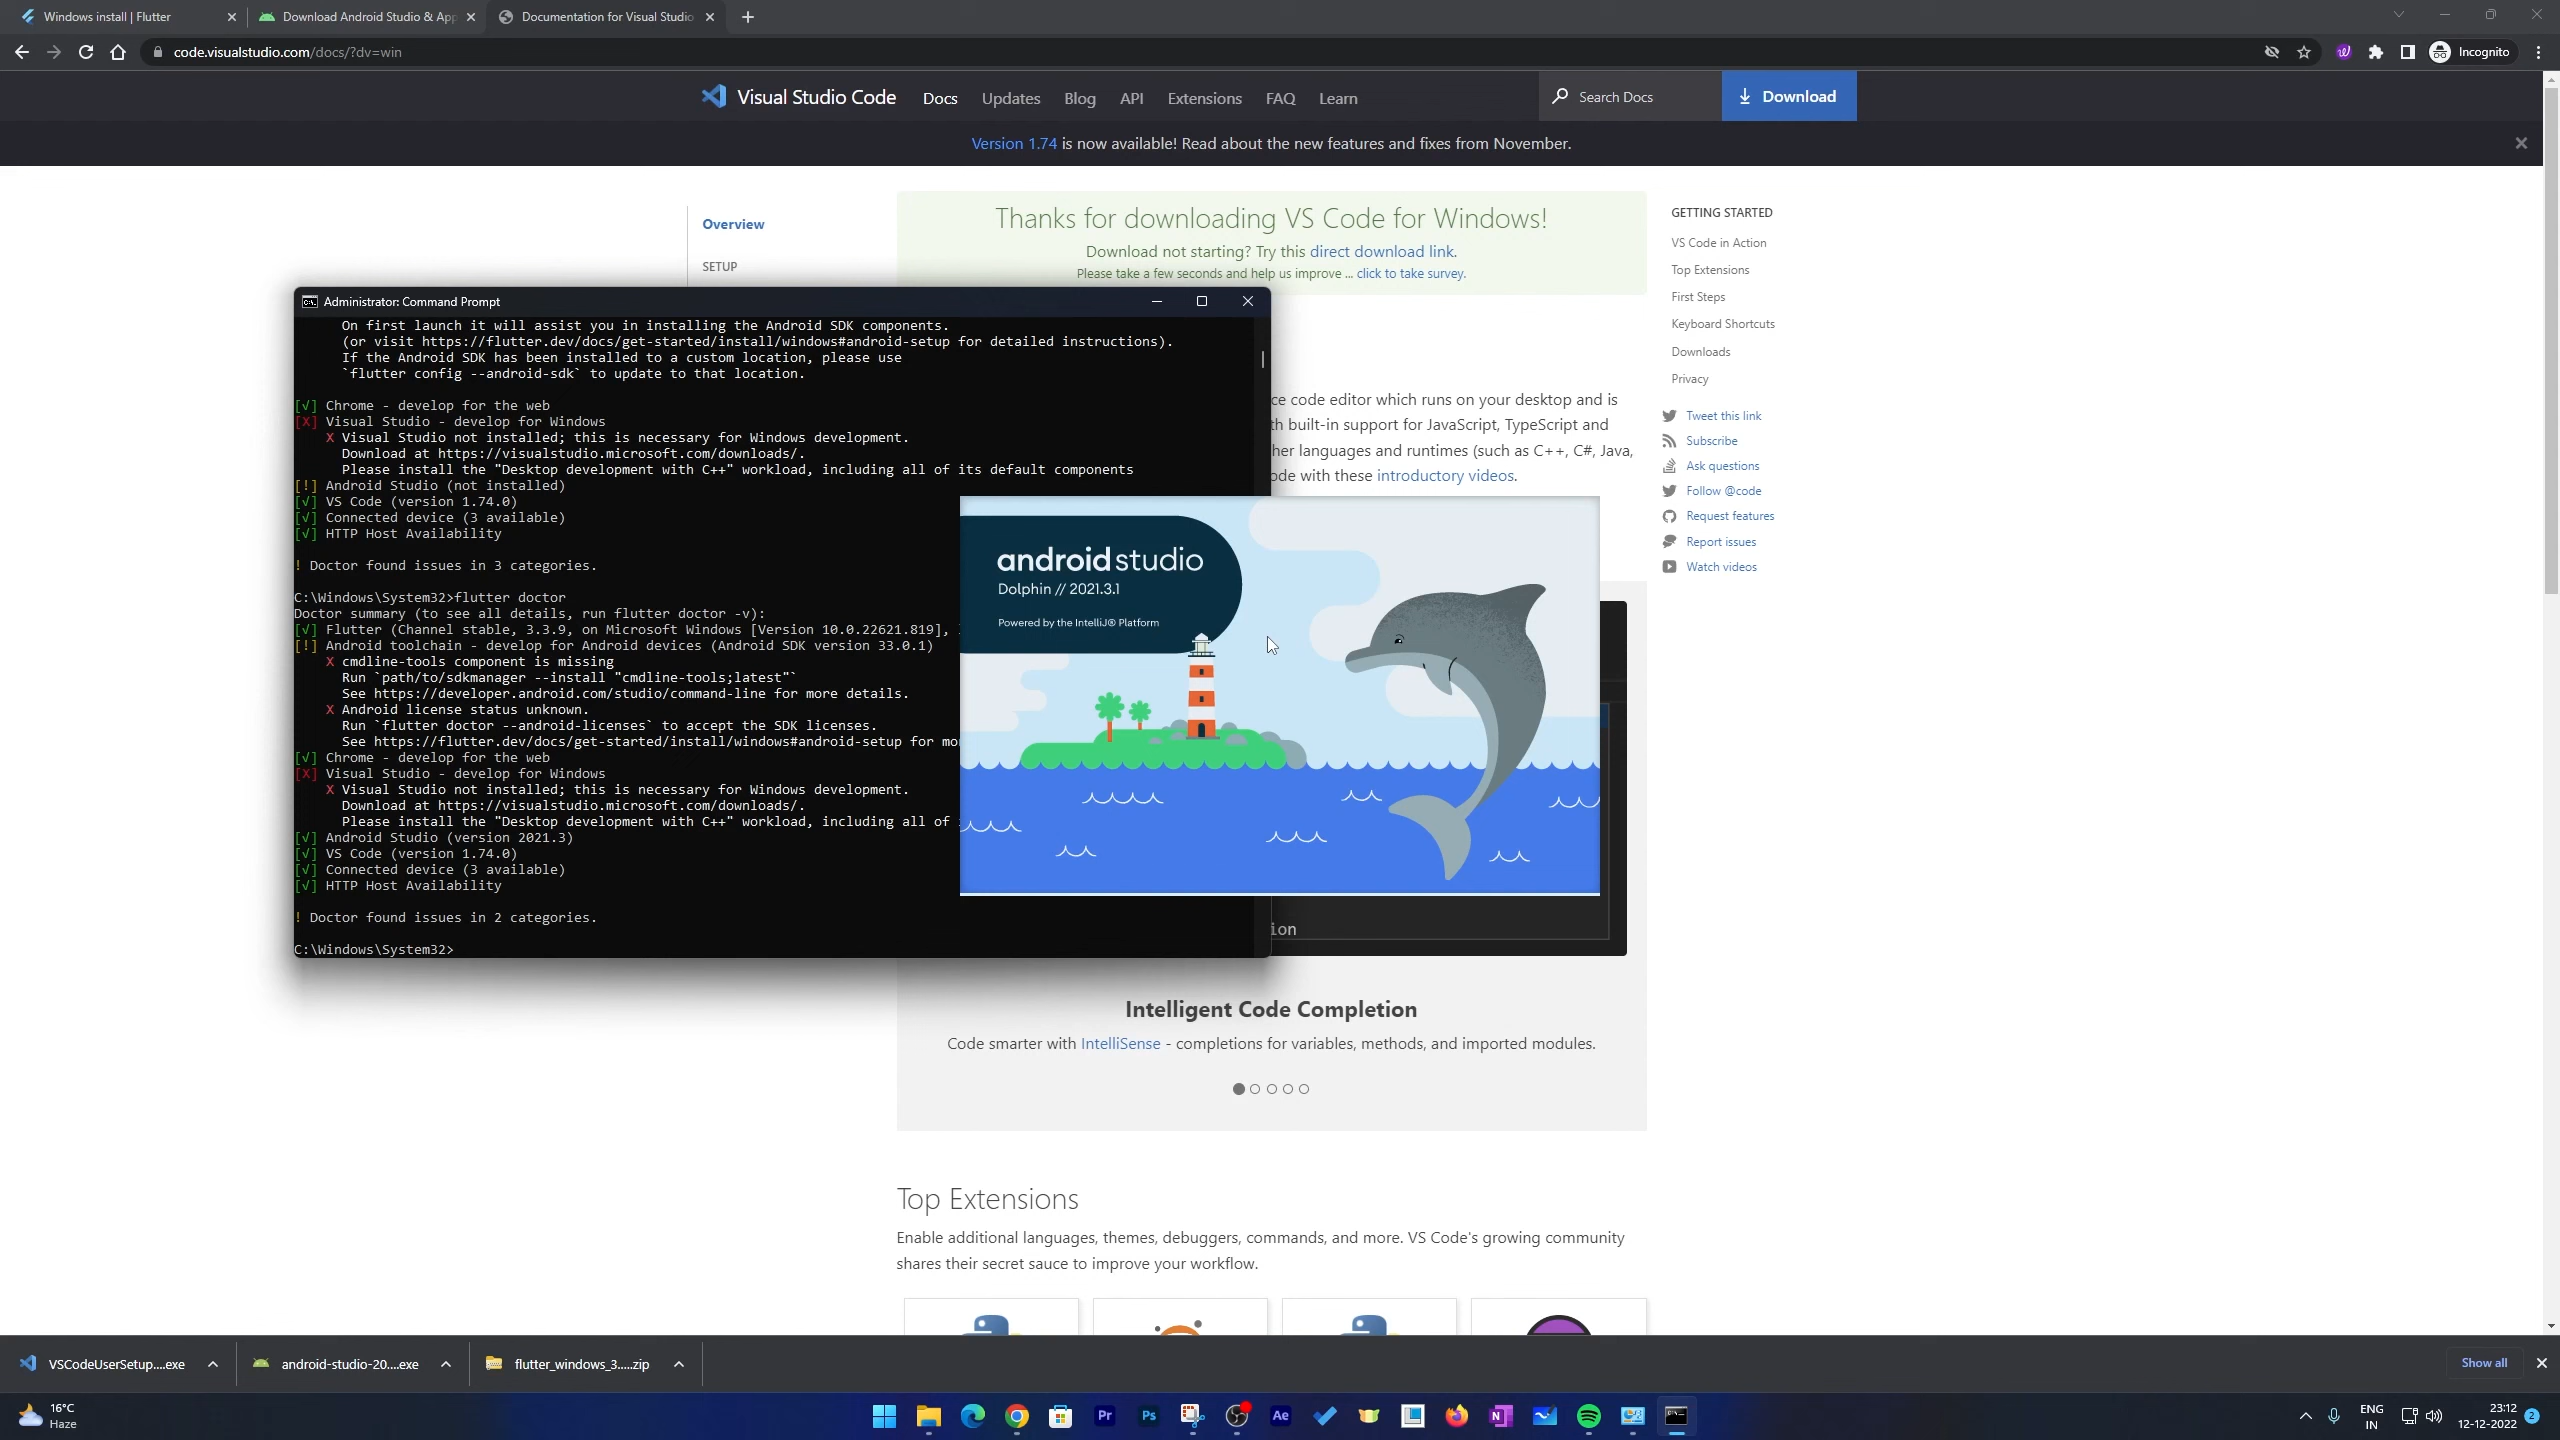 Windows install | Flutter
Download Android Studio & App
Documentation for Visual Studio
code.visualstudio.com/docs/?dv=win
Incognito
Visual Studio Code
Docs
Updates
Blog
API
Extensions
FAQ
Learn
Search Docs
Download
Version 1.74 is now available! Read about the new features and fixes from November.
Overview
SETUP
Thanks for downloading VS Code for Windows!
Download not starting? Try this direct download link.
Please take a few seconds and help us improve ... click to take survey.
GETTING STARTED
VS Code in Action
Top Extensions
First Steps
Keyboard Shortcuts
Downloads
Privacy
Tweet this link
Subscribe
Ask questions
Follow @code
Request features
Report issues
Watch videos
ce code editor which runs on your desktop and is
th built-in support for JavaScript, TypeScript and
her languages and runtimes (such as C++, C#, Java,
ode with these introductory videos.
Administrator: Command Prompt
On first launch it will assist you in installing the Android SDK components.
(or visit https://flutter.dev/docs/get-started/install/windows#android-setup for detailed instructions).
If the Android SDK has been installed to a custom location, please use
`flutter config --android-sdk` to update to that location.
[√] Chrome - develop for the web
[X] Visual Studio - develop for Windows
X Visual Studio not installed; this is necessary for Windows development.
Download at https://visualstudio.microsoft.com/downloads/.
Please install the "Desktop development with C++" workload, including all of its default components
[!] Android Studio (not installed)
[√] VS Code (version 1.74.0)
[√] Connected device (3 available)
[√] HTTP Host Availability
! Doctor found issues in 3 categories.
C:\Windows\System32>flutter doctor
Doctor summary (to see all details, run flutter doctor -v):
[√] Flutter (Channel stable, 3.3.9, on Microsoft Windows [Version 10.0.22621.819],
[!] Android toolchain - develop for Android devices (Android SDK version 33.0.1)
X cmdline-tools component is missing
Run `path/to/sdkmanager --install "cmdline-tools;latest"`
See https://developer.android.com/studio/command-line for more details.
X Android license status unknown.
Run `flutter doctor --android-licenses` to accept the SDK licenses.
See https://flutter.dev/docs/get-started/install/windows#android-setup for mo
[√] Chrome - develop for the web
[X] Visual Studio - develop for Windows
X Visual Studio not installed; this is necessary for Windows development.
Download at https://visualstudio.microsoft.com/downloads/.
Please install the "Desktop development with C++" workload, including all of
[√] Android Studio (version 2021.3)
[√] VS Code (version 1.74.0)
[√] Connected device (3 available)
[√] HTTP Host Availability
! Doctor found issues in 2 categories.
C:\Windows\System32>
androidstudio
Dolphin // 2021.3.1
Powered by the IntelliJ® Platform
ion
Intelligent Code Completion
Code smarter with IntelliSense - completions for variables, methods, and imported modules.
Top Extensions
Enable additional languages, themes, debuggers, commands, and more. VS Code's growing community
shares their secret sauce to improve your workflow.
VSCodeUserSetup....exe
android-studio-20....exe
flutter_windows_3.....zip
Show all
16°C
Haze
Pr
Ps
Ae
N
ENG
IN
23:12
12-12-2022
2